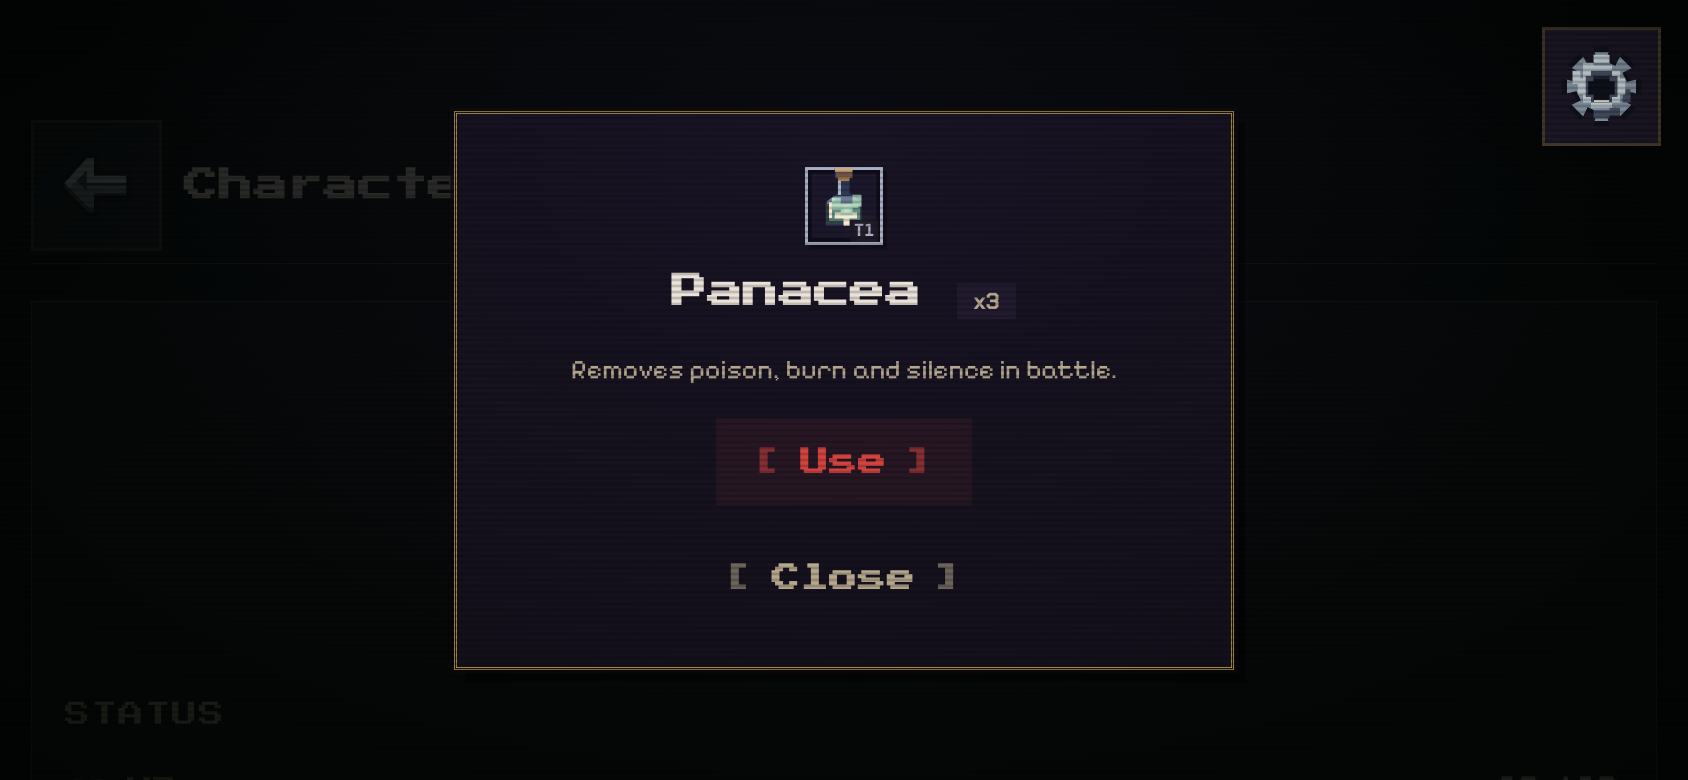 Characte
T1
Panacea x3
Removes poison, burn and silence in battle.
[ Use ]
[ Close ]
STATUS